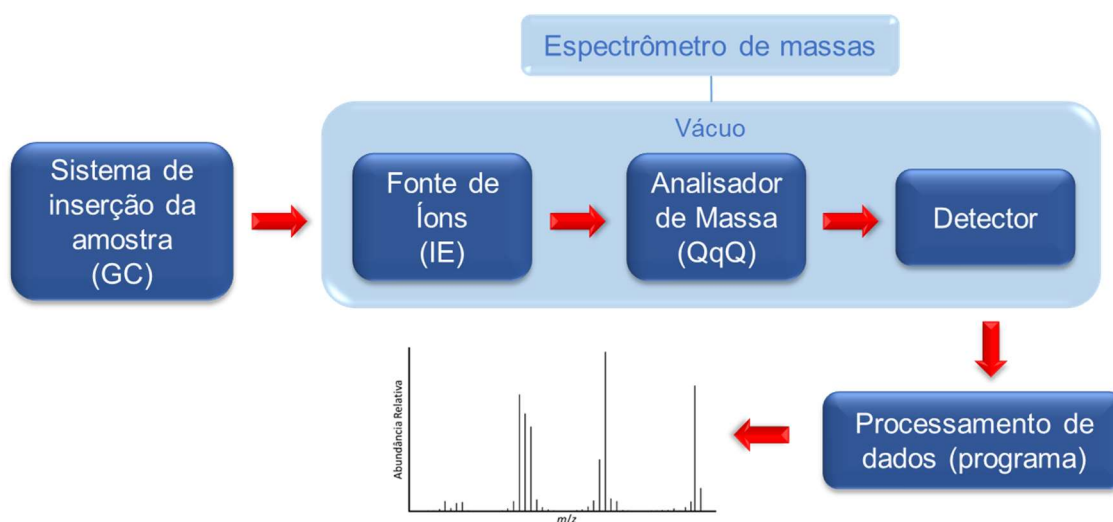 Espectrômetro de massas
Vácuo
Sistema de
inserção da
amostra
(GC)
Fonte de
Íons
(IE)
Analisador
de Massa
(QqQ)
Detector
Processamento de
dados (programa)
Abundância Relativa
m/z